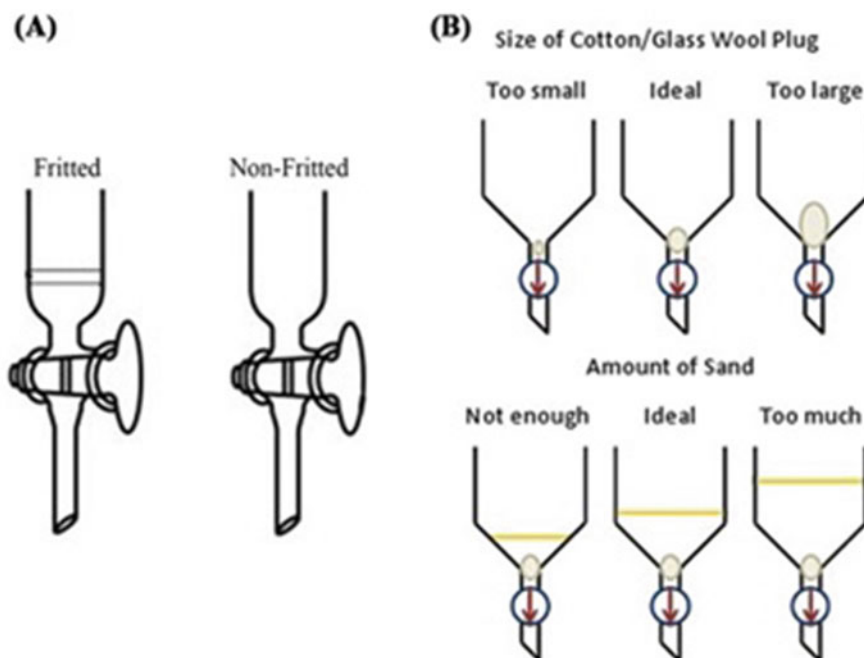 (A)
Fritted
Non-Fritted
(B)
Size of Cotton/Glass Wool Plug
Too small
Ideal
Too large
Amount of Sand
Not enough
Ideal
Too much